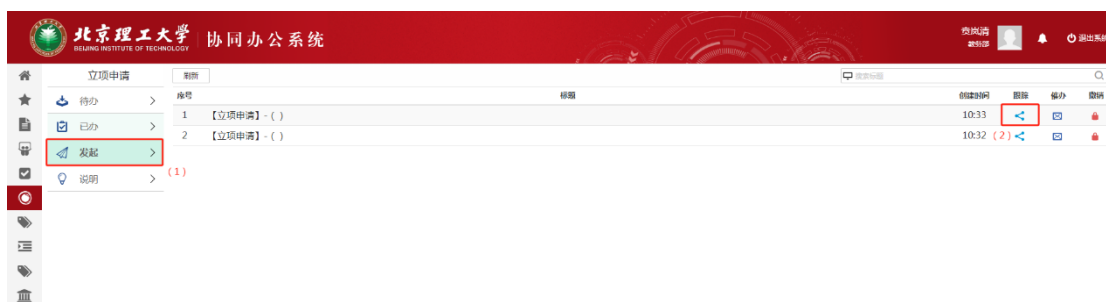 北京理工大学
BEIJING INSTITUTE OF TECHNOLOGY
协同办公系统
教务部
退出系统
立项申请
刷新
搜索标题
待办
已办
发起
说明
(1)
序号 标题 创建时间 跟踪 催办 撤销
1 【立项申请】- ( ) 10:33
2 【立项申请】- ( ) 10:32 (2)